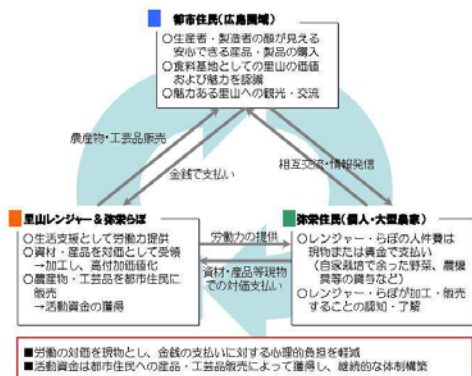 都市住民(広島圏域)
○生産者・製造者の顔が見える
安心できる産品・製品の購入
○食料基地としての里山の価値
および魅力を認識
○魅力ある里山への観光・交流
農産物・工芸品販売
金銭で支払い
相互交流・情報発信
里山レンジャー&弥栄らぼ
○生活支援として労働力提供
○資材・産品を対価として受領
→加工し、高付加価値化
○農産物・工芸品を都市住民に
販売
→活動資金の獲得
労働力の提供
資材・産品等現物
での対価支払い
弥栄住民(個人・大型農家)
○レンジャー・らぼの人件費は
現物または賃金で支払い
(自家栽培で余った野菜、農機
具等の貸与など)
○レンジャー・らぼが加工・販売
することの認知・了解
■労働の対価を現物とし、金銭の支払いに対する心理的負担を軽減
■活動資金は都市住民への産品・工芸品販売によって獲得し、継続的な体制構築